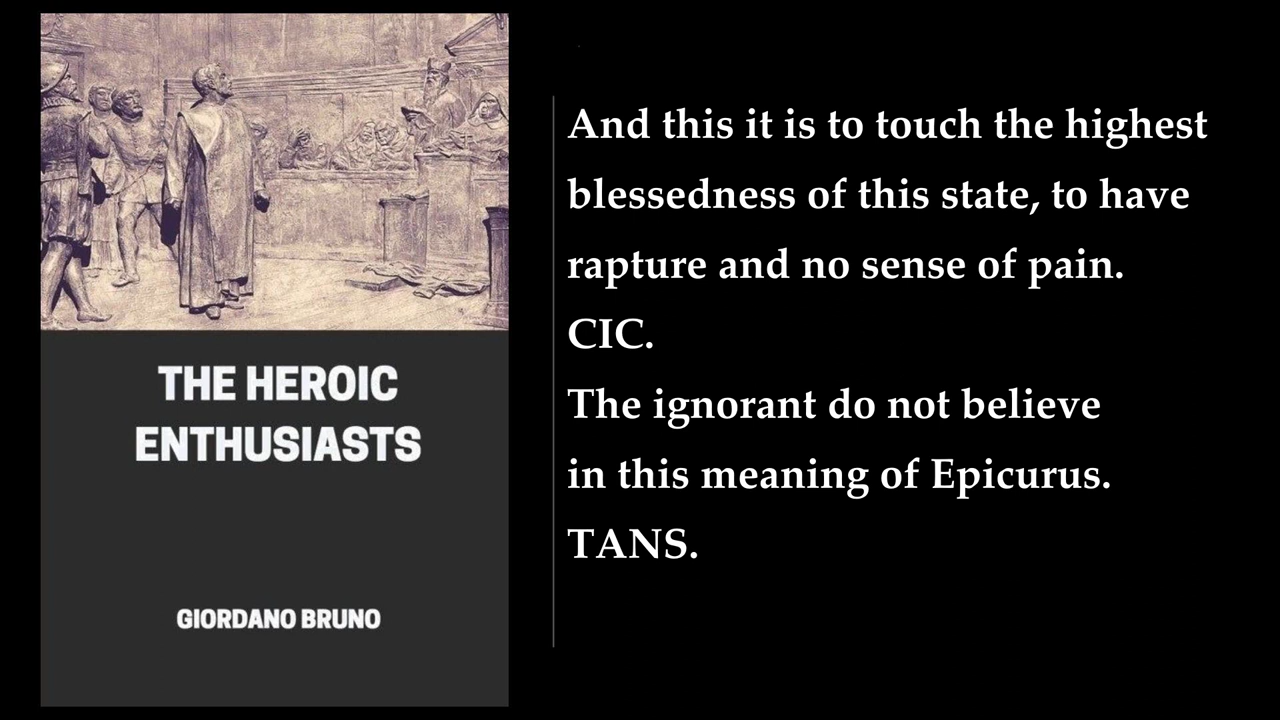 THE HEROIC
ENTHUSIASTS
GIORDANO BRUNO
And this it is to touch the highest
blessedness of this state, to have
rapture and no sense of pain.
CIC.
The ignorant do not believe
in this meaning of Epicurus.
TANS.